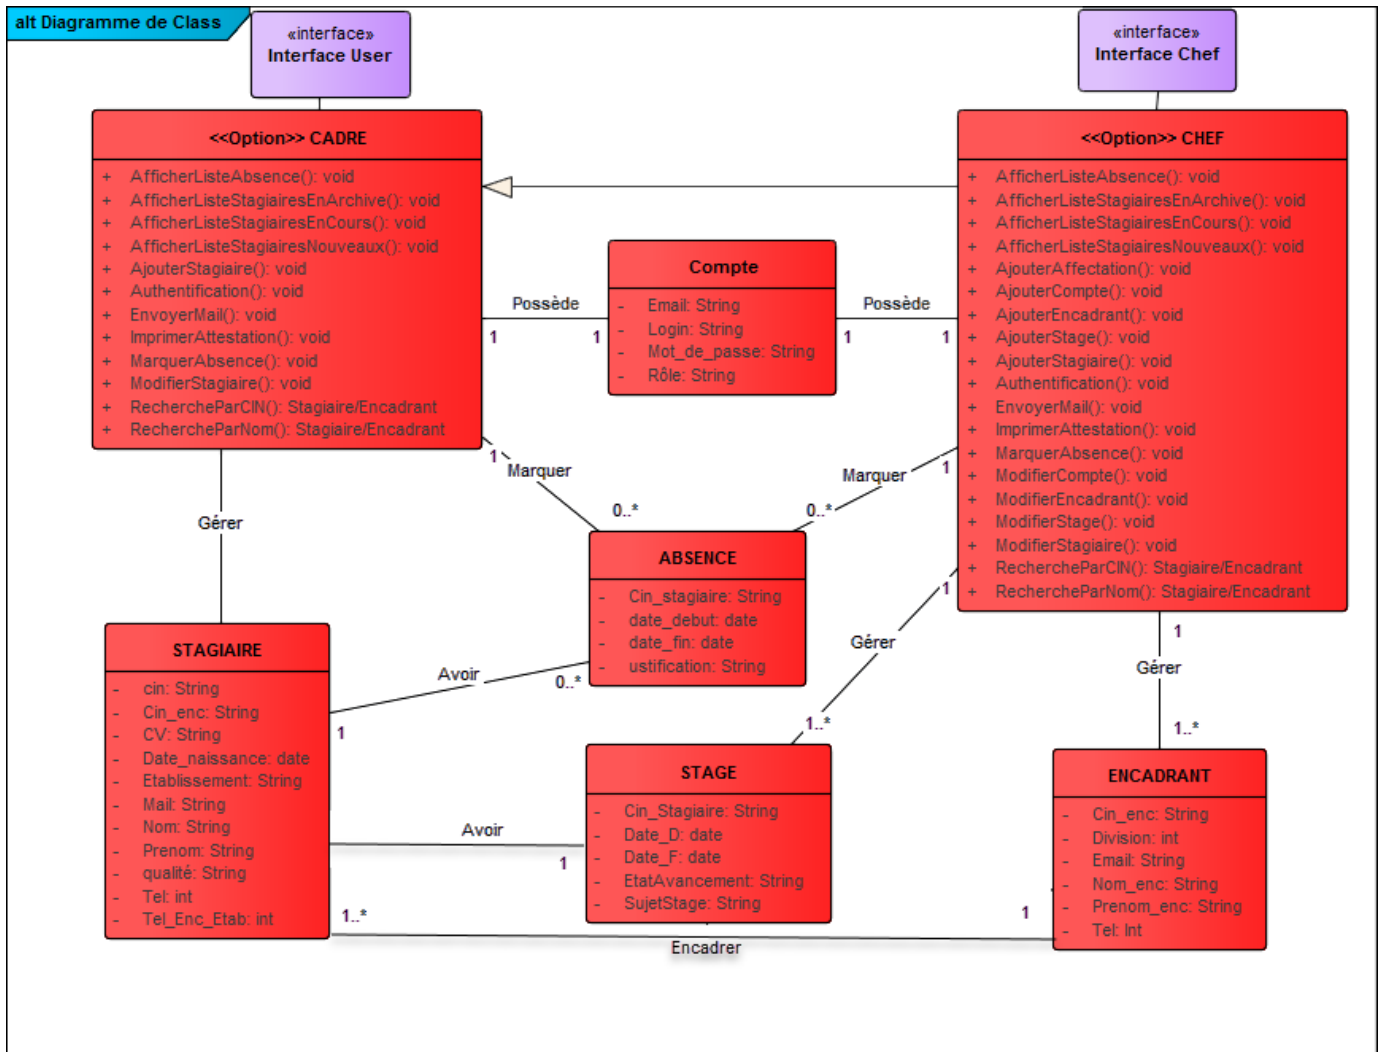 alt Diagramme de Class
«interface»
Interface User
«interface»
Interface Chef
<<Option>> CADRE
+ AfficherListeAbsence(): void
+ AfficherListeStagiairesEnArchive(): void
+ AfficherListeStagiairesEnCours(): void
+ AfficherListeStagiairesNouveaux(): void
+ AjouterStagiaire(): void
+ Authentification(): void
+ EnvoyerMail(): void
+ ImprimerAttestation(): void
+ MarquerAbsence(): void
+ ModifierStagiaire(): void
+ RechercheParCIN(): Stagiaire/Encadrant
+ RechercheParNom(): Stagiaire/Encadrant
<<Option>> CHEF
+ AfficherListeAbsence(): void
+ AfficherListeStagiairesEnArchive(): void
+ AfficherListeStagiairesEnCours(): void
+ AfficherListeStagiairesNouveaux(): void
+ AjouterAffectation(): void
+ AjouterCompte(): void
+ AjouterEncadrant(): void
+ AjouterStage(): void
+ AjouterStagiaire(): void
+ Authentification(): void
+ EnvoyerMail(): void
+ ImprimerAttestation(): void
+ MarquerAbsence(): void
+ ModifierCompte(): void
+ ModifierEncadrant(): void
+ ModifierStage(): void
+ ModifierStagiaire(): void
+ RechercheParCIN(): Stagiaire/Encadrant
+ RechercheParNom(): Stagiaire/Encadrant
Compte
- Email: String
- Login: String
- Mot_de_passe: String
- Rôle: String
Possède
1
1
Possède
1
1
1
Marquer
0..*
Marquer
1
0..*
Gérer
ABSENCE
- Cin_stagiaire: String
- date_debut: date
- date_fin: date
- ustification: String
1
Gérer
1..*
1
Gérer
1..*
STAGIAIRE
- cin: String
- Cin_enc: String
- CV: String
- Date_naissance: date
- Etablissement: String
- Mail: String
- Nom: String
- Prenom: String
- qualité: String
- Tel: int
- Tel_Enc_Etab: int
Avoir
0..*
1
STAGE
- Cin_Stagiaire: String
- Date_D: date
- Date_F: date
- EtatAvancement: String
- SujetStage: String
Avoir
1
ENCADRANT
- Cin_enc: String
- Division: int
- Email: String
- Nom_enc: String
- Prenom_enc: String
- Tel: Int
1..*
1
Encadrer